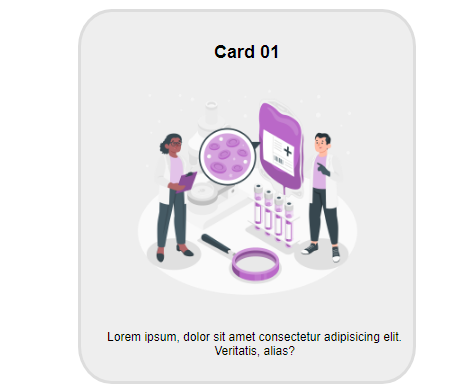 Card 01
Lorem ipsum, dolor sit amet consectetur adipisicing elit.
Veritatis, alias?